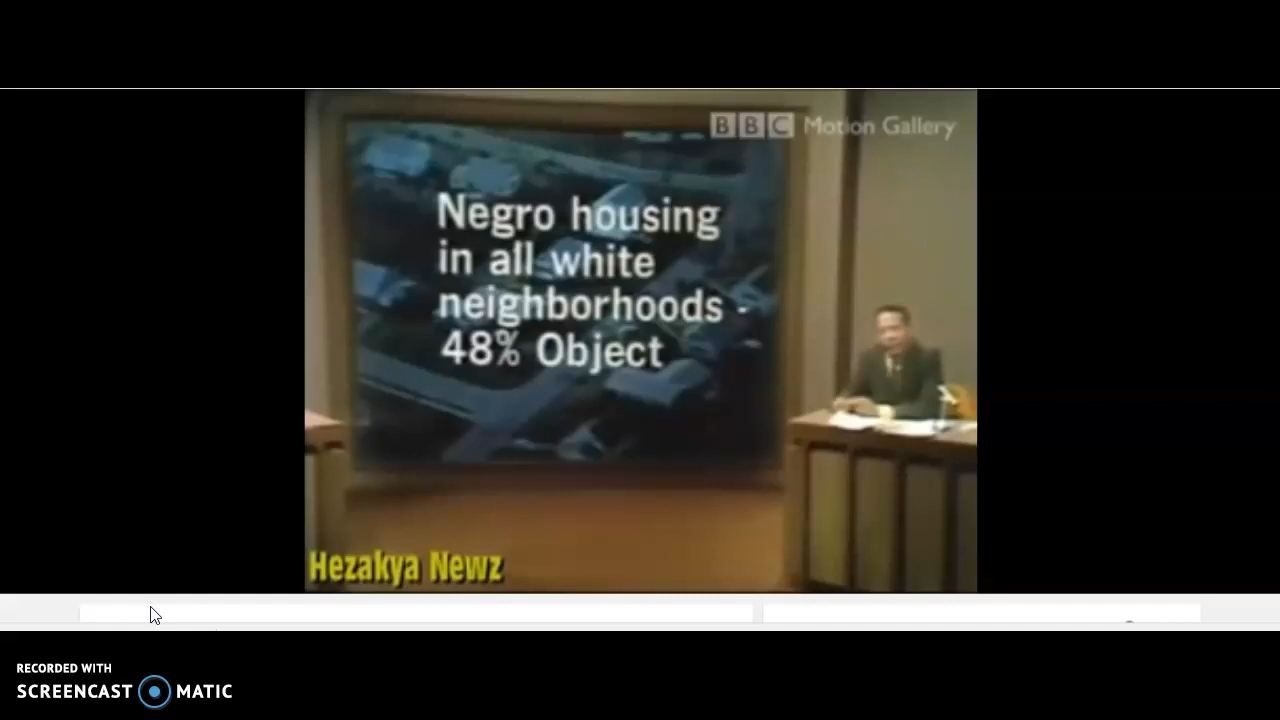 BBC Motion Gallery
Negro housing
in all white
neighborhoods -
48% Object
Hezakya Newz
RECORDED WITH
SCREENCAST MATIC